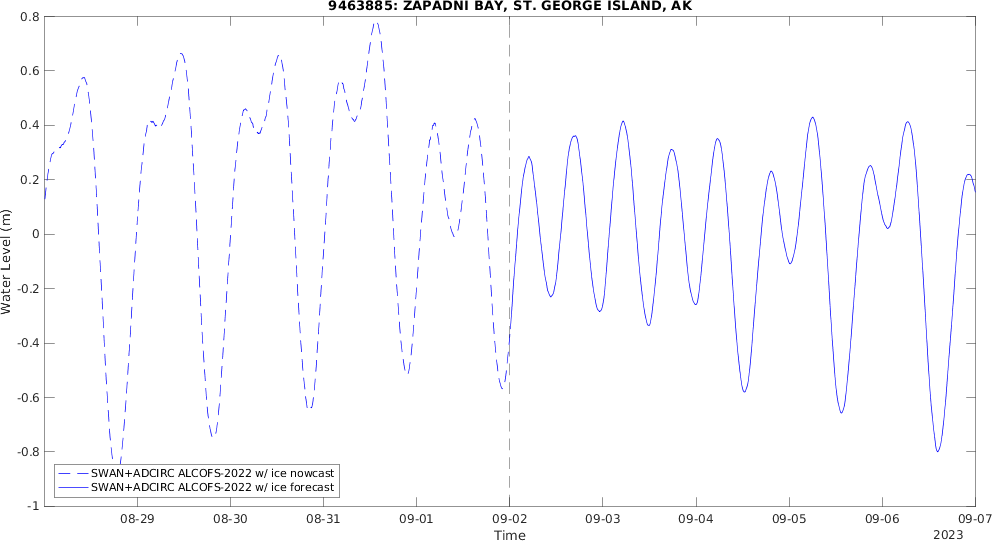 9463885: ZAPADNI BAY, ST. GEORGE ISLAND, AK
0.8
0.6
0.4
0.2
0
-0.2
-0.4
-0.6
-0.8
-1
Water Level (m)
SWAN+ADCIRC ALCOFS-2022 w/ ice nowcast
SWAN+ADCIRC ALCOFS-2022 w/ ice forecast
08-29 08-30 08-31 09-01 09-02 09-03 09-04 09-05 09-06 09-07
Time
2023